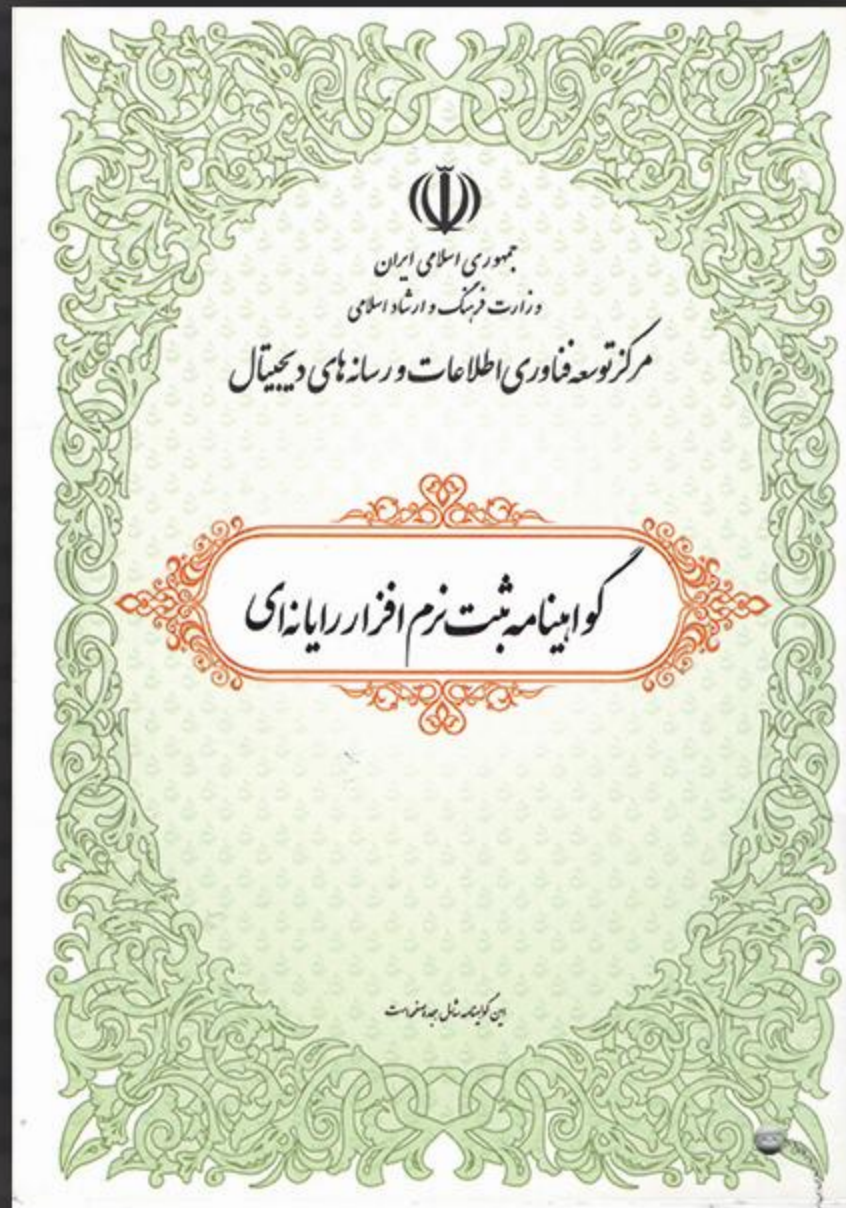 جمهوری اسلامی ایران
وزارت فرهنگ و ارشاد اسلامی
مرکز توسعه فناوری اطلاعات و رسانه های دیجیتال
گواهینامه ثبت نرم افزار رایانه ای
این گواهینامه شامل هجده صفحه است